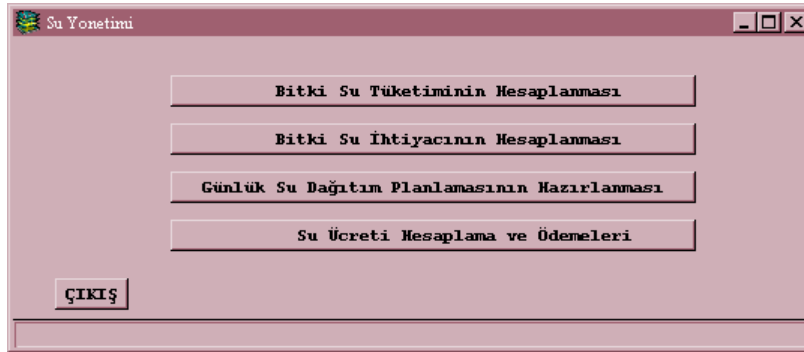 Su Yonetimi
Bitki Su Tüketiminin Hesaplanması
Bitki Su İhtiyacının Hesaplanması
Günlük Su Dağıtım Planlamasının Hazırlanması
Su Ücreti Hesaplama ve Ödemeleri
ÇIKIŞ